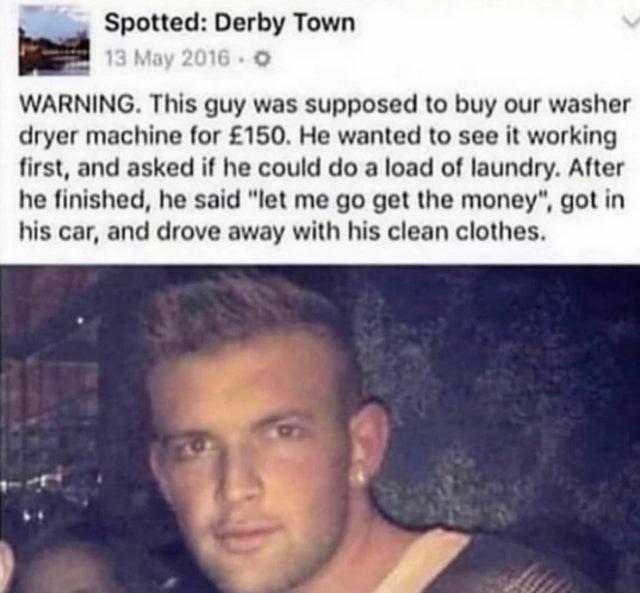 Spotted: Derby Town
13 May 2016 ·
WARNING. This guy was supposed to buy our washer
dryer machine for £150. He wanted to see it working
first, and asked if he could do a load of laundry. After
he finished, he said "let me go get the money", got in
his car, and drove away with his clean clothes.